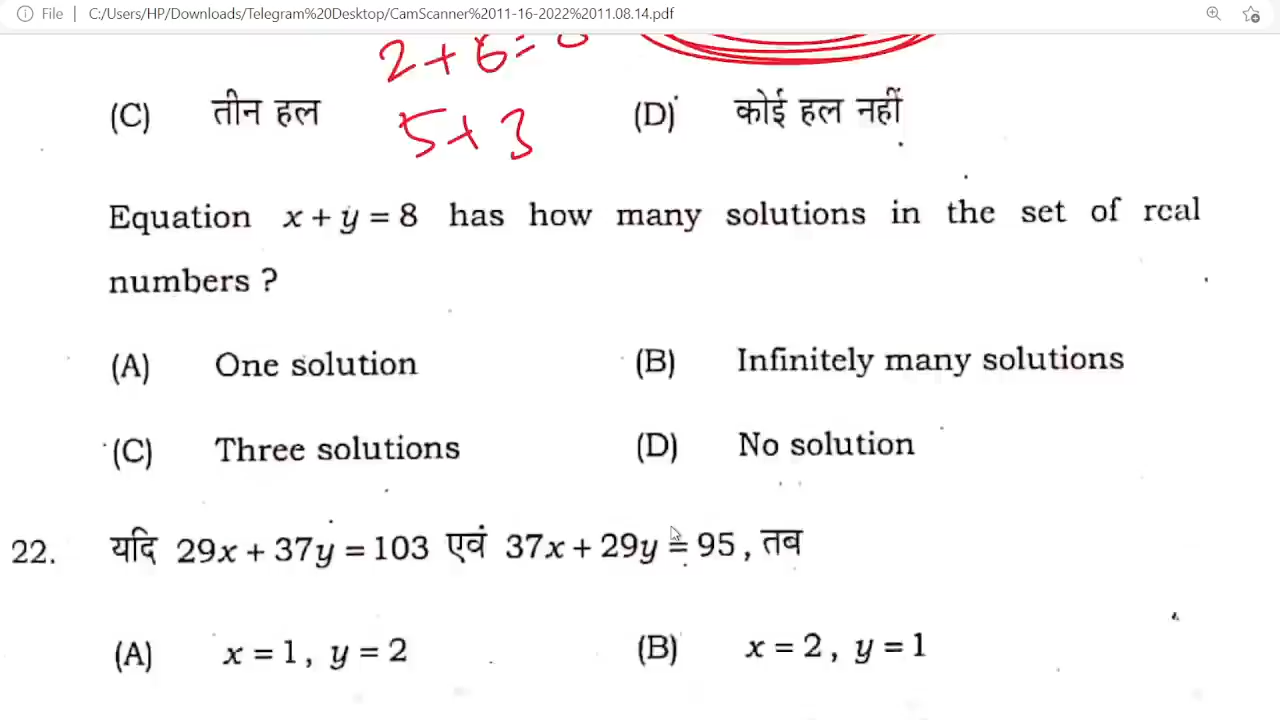 File | C:/Users/HP/Downloads/Telegram%20Desktop/CamScanner%2011-16-2022%2011.08.14.pdf
2+6=8
(C) तीन हल 5+3 (D) कोई हल नहीं
Equation x + y = 8 has how many solutions in the set of real
numbers ?
(A) One solution (B) Infinitely many solutions
(C) Three solutions (D) No solution
22. यदि 29x + 37y = 103 एवं 37x + 29y = 95 , तब
(A) x = 1, y = 2 (B) x = 2, y = 1